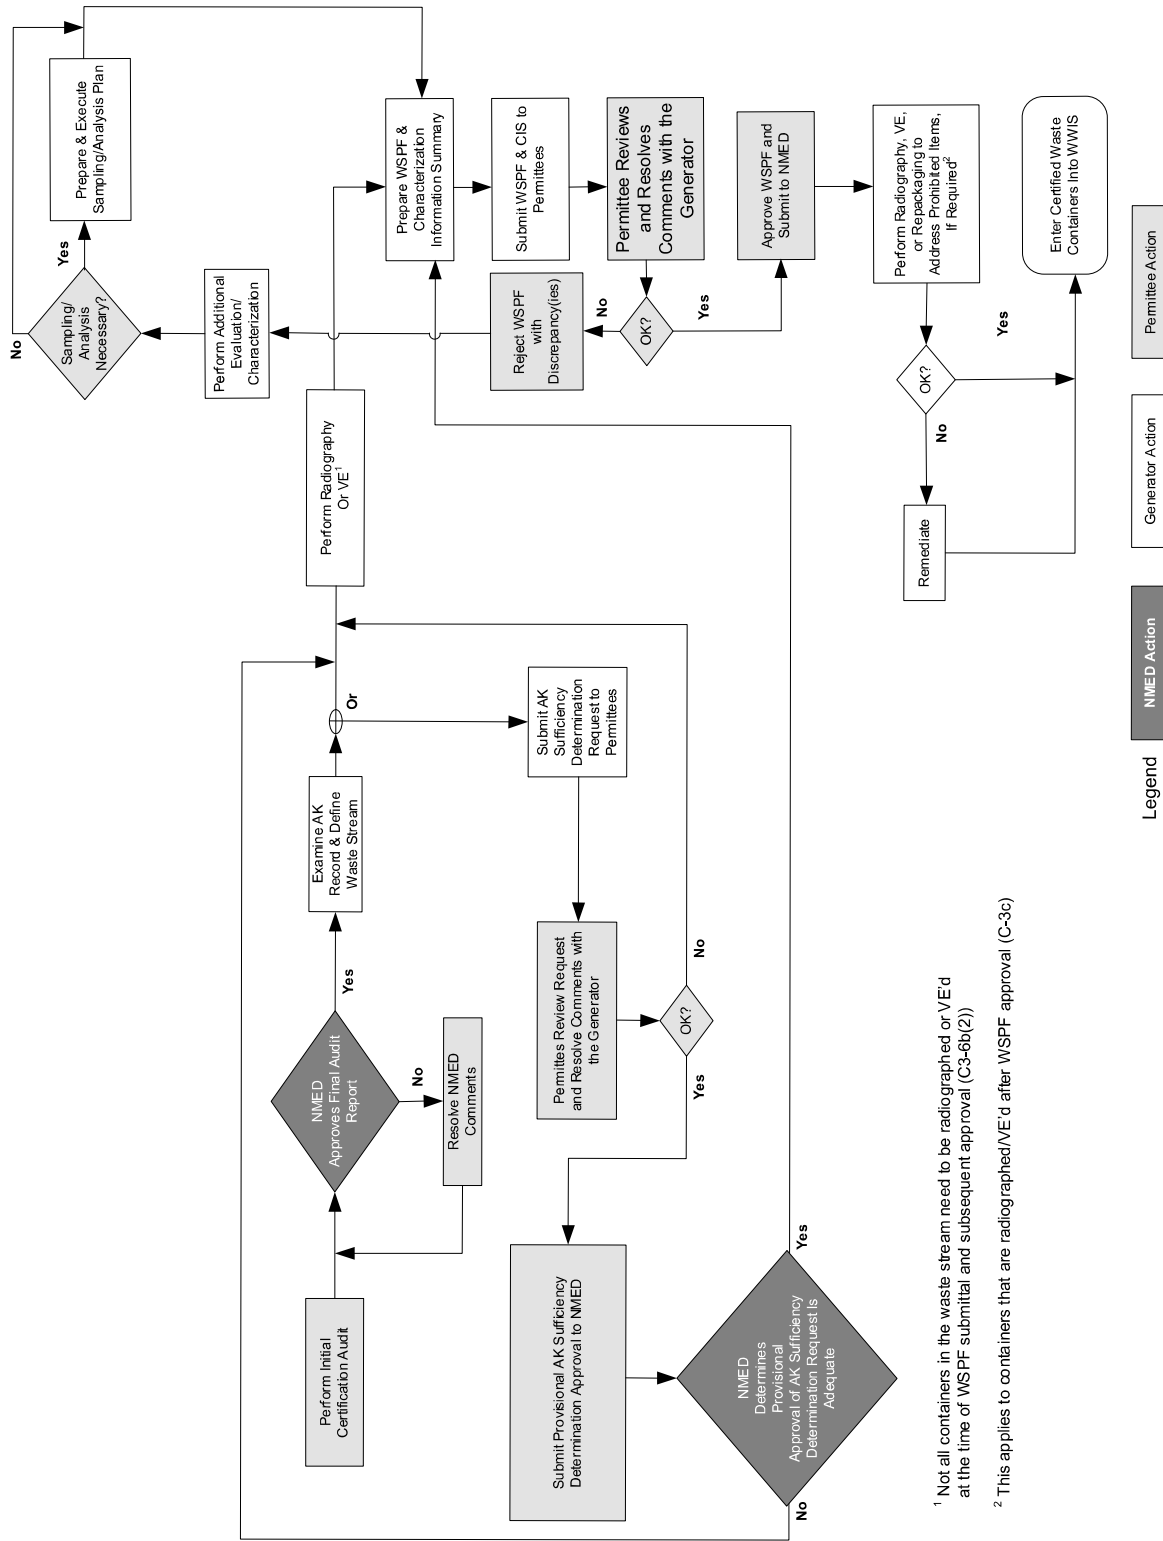 Perform Initial
Certification Audit
NMED
Approves Final Audit
Report
Yes
No
Resolve NMED
Comments
Examine AK
Record & Define
Waste Stream
Or
Perform Radiography
Or VE1
Submit AK
Sufficiency
Determination
Request to
Permittees
Permittes Review Request
and Resolve Comments with
the Generator
OK?
No
Yes
Submit Provisional AK Sufficiency
Determination Approval to NMED
NMED
Determines
Provisional
Approval of AK Sufficiency
Determination Request Is
Adequate
No
Yes
Prepare WSPF &
Characterization
Information Summary
Submit WSPF & CIS to
Permittees
Permittee Reviews
and Resolves
Comments with the
Generator
OK?
No
Yes
Reject WSPF
with
Discrepancy(ies)
Perform Additional
Evaluation/
Characterization
Sampling/
Analysis
Necessary?
No
Yes
Prepare & Execute
Sampling/Analysis Plan
Approve WSPF and
Submit to NMED
Perform Radiography, VE,
or Repackaging to
Address Prohibited Items,
If Required2
OK?
No
Yes
Remediate
Enter Certified Waste
Containers Into WWIS
1 Not all containers in the waste stream need to be radiographed or VE'd
at the time of WSPF submittal and subsequent approval (C3-6b(2))
2 This applies to containers that are radiographed/VE'd after WSPF approval (C-3c)
Legend
NMED Action
Generator Action
Permittee Action